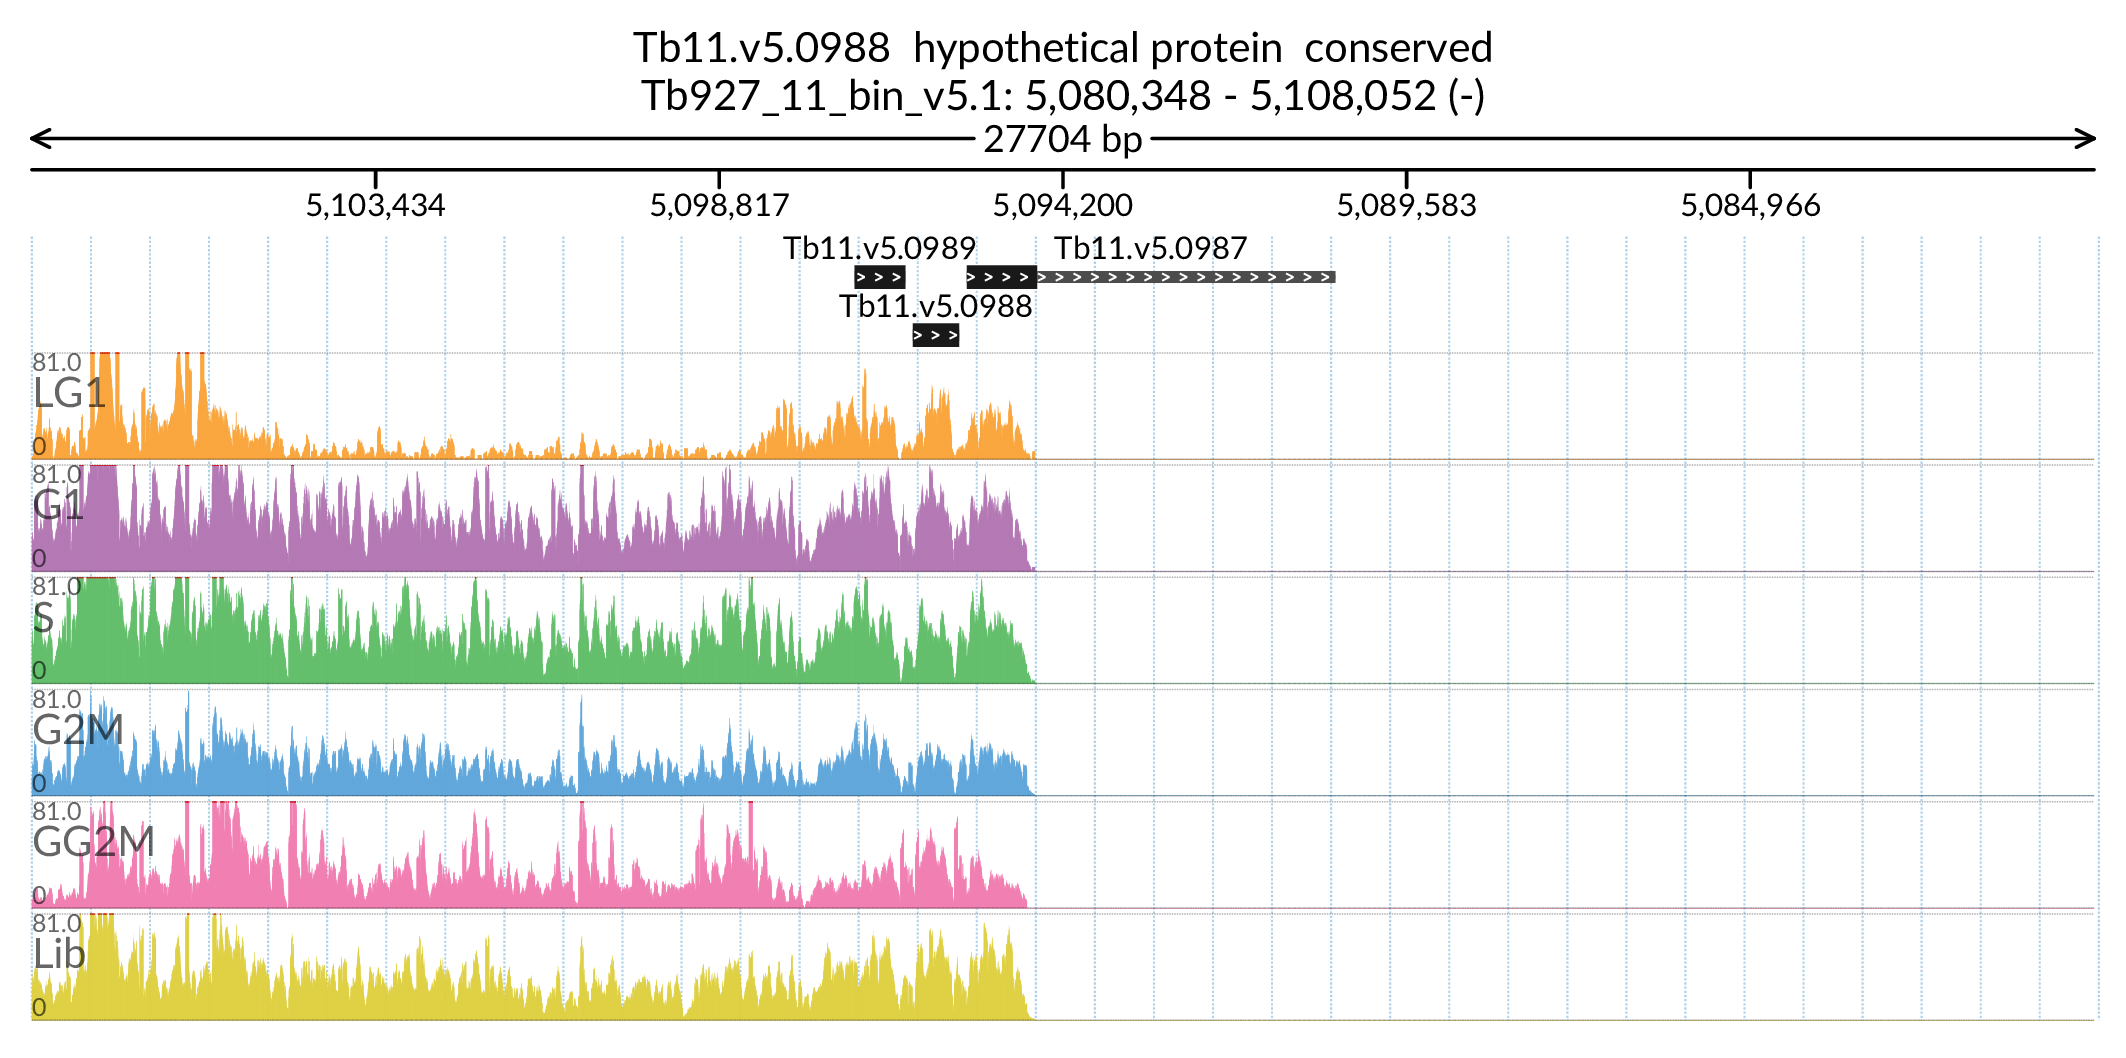 Tb11.v5.0988  hypothetical protein  conserved
Tb927_11_bin_v5.1: 5,080,348 - 5,108,052 (-)
27704 bp
5,103,434 5,098,817 5,094,200 5,089,583 5,084,966
Tb11.v5.0989 Tb11.v5.0987
Tb11.v5.0988
81.0
LG1
0
81.0
G1
0
81.0
S
0
81.0
G2M
0
81.0
GG2M
0
81.0
Lib
0